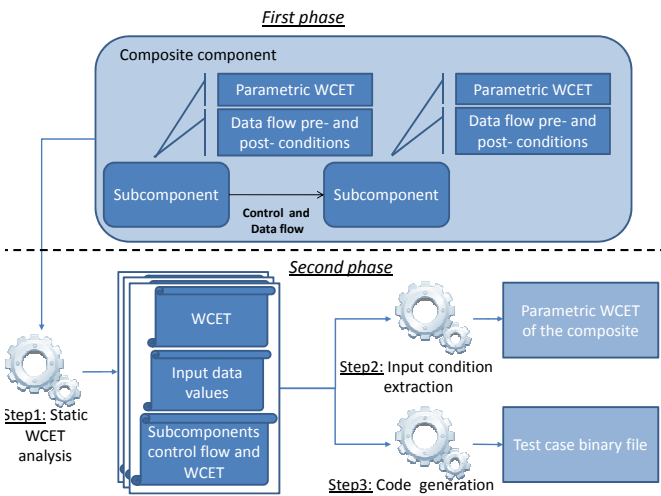 First phase
Composite component
Parametric WCET
Data flow pre- and
post- conditions
Parametric WCET
Data flow pre- and
post- conditions
Subcomponent
Subcomponent
Control and
Data flow
Second phase
WCET
Input data
values
Subcomponents
control flow and
WCET
Step1: Static
WCET
analysis
Step2: Input condition
extraction
Parametric WCET
of the composite
Step3: Code generation
Test case binary file